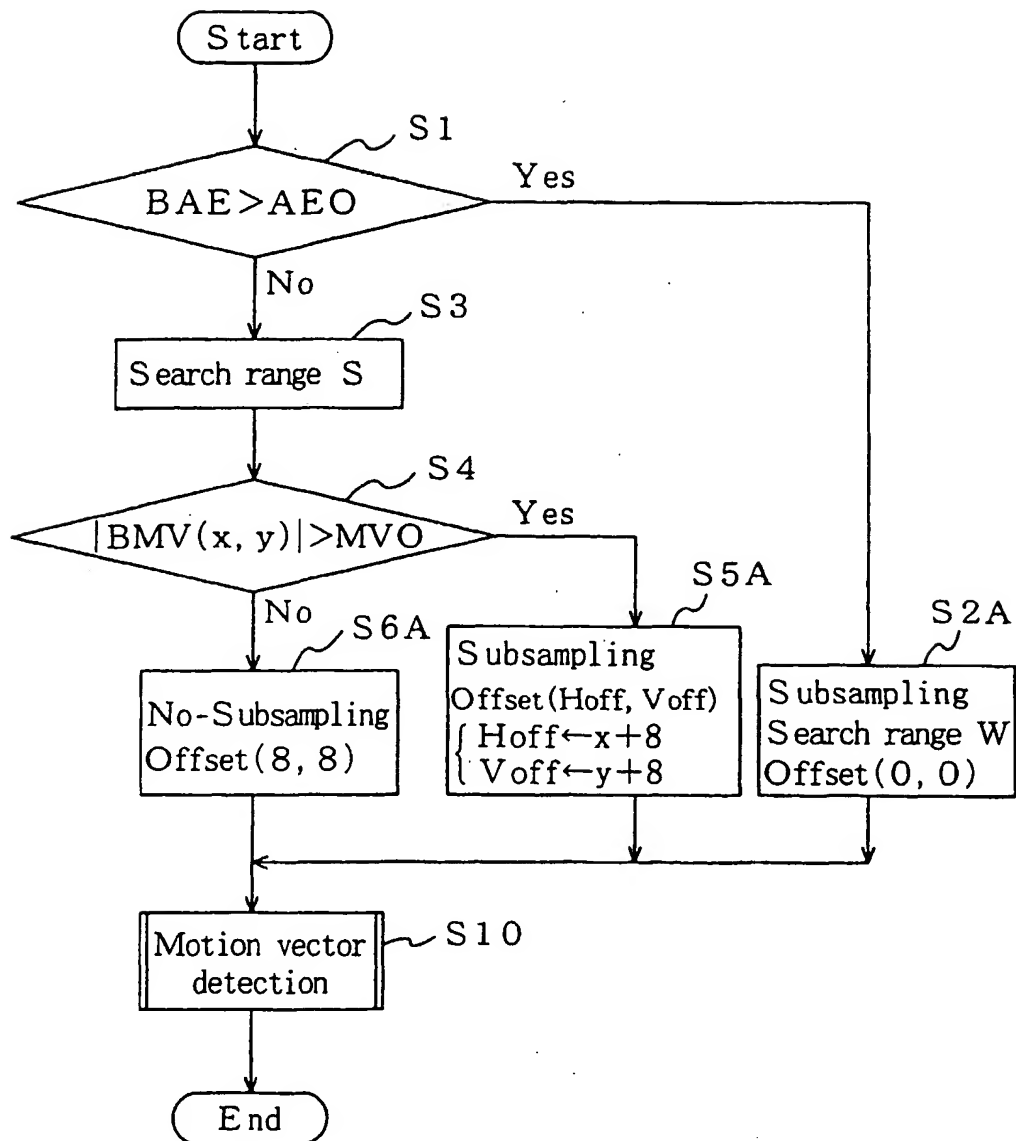 Start
S1
BAE>AEO
Yes
No
S3
Search range S
S4
|BMV(x, y)|>MVO
Yes
No
S6A
No-Subsampling
Offset(8, 8)
S5A
Subsampling
Offset(Hoff, Voff)
{ Hoff←x+8
{ Voff←y+8
S2A
Subsampling
Search range W
Offset(0, 0)
Motion vector
detection
S10
End